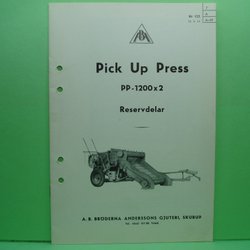 Pick Up Press
PP-1200x2
Reservdelar
A. B. BRÖDERNA ANDERSSONS GJUTERI, SKURUP